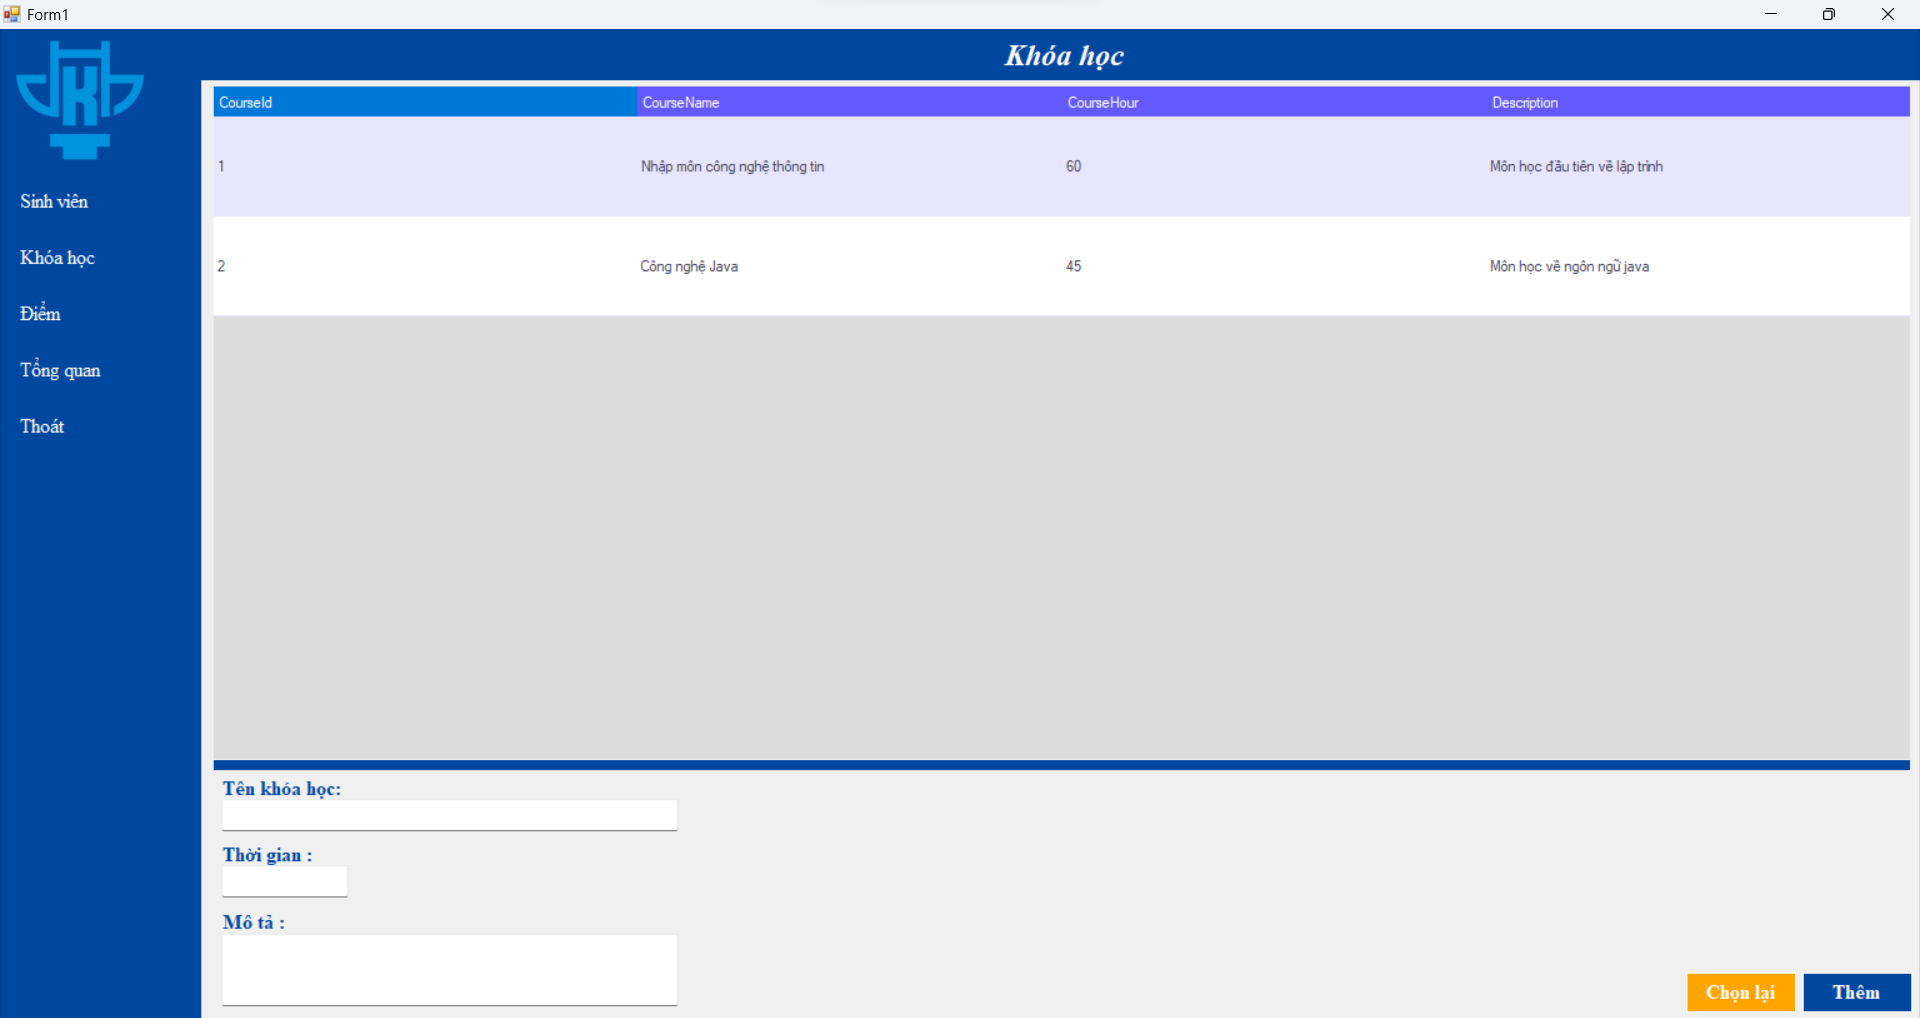 Form1
Khóa học
Sinh viên
Khóa học
Điểm
Tổng quan
Thoát
CourseId CourseName CourseHour Description
1 Nhập môn công nghệ thông tin 60 Môn học đầu tiên về lập trình
2 Công nghệ Java 45 Môn học về ngôn ngữ java
Tên khóa học:
Thời gian :
Mô tả :
Chọn lại Thêm